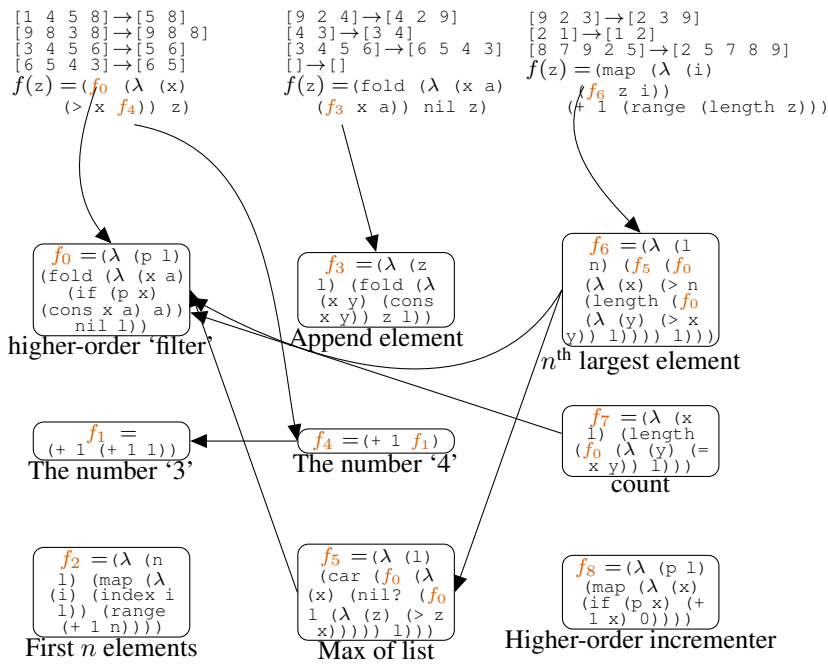 [1 4 5 8]→[5 8]
[9 8 3 8]→[9 8 8]
[3 4 5 6]→[5 6]
[6 5 4 3]→[6 5]
f(z) =(f₀ (λ (x)
(> x f₄)) z)
[9 2 4]→[4 2 9]
[4 3]→[3 4]
[3 4 5 6]→[6 5 4 3]
[]→[]
f(z) =(fold (λ (x a)
(f₃ x a)) nil z)
[9 2 3]→[2 3 9]
[2 1]→[1 2]
[8 7 9 2 5]→[2 5 7 8 9]
f(z) =(map (λ (i)
(f₆ z i))
(+ 1 (range (length z)))
f₀ =(λ (p l)
(fold (λ (x a)
(if (p x)
(cons x a) a))
nil l))
higher-order ‘filter’
f₃ =(λ (z
l) (fold (λ
(x y) (cons
x y)) z l))
Append element
f₆ =(λ (l
n) (f₅ (f₀
(λ (x) (> n
(length (f₀
(λ (y) (> x
y)) l)))) l)))
nᵗʰ largest element
f₁ =
(+ 1 (+ 1 1))
The number ‘3’
f₄ =(+ 1 f₁)
The number ‘4’
f₇ =(λ (x
l) (length
(f₀ (λ (y) (=
x y)) l)))
count
f₂ =(λ (n
l) (map (λ
(i) (index i
l)) (range
(+ 1 n))))
First n elements
f₅ =(λ (l)
(car (f₀ (λ
(x) (nil? (f₀
l (λ (z) (> z
x))))) l)))
Max of list
f₈ =(λ (p l)
(map (λ (x)
(if (p x) (+
1 x) 0))))
Higher-order incrementer